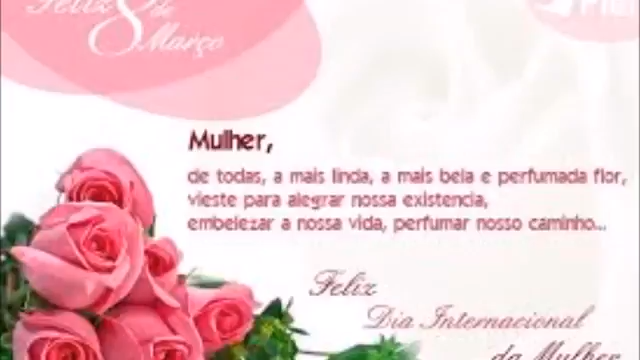 Feliz 8 de
Março
Mulher,
de todas, a mais linda, a mais bela e perfumada flor,
vieste para alegrar nossa existencia,
embelezar a nossa vida, perfumar nosso caminho...
Feliz
Dia Internacional
da Mulher